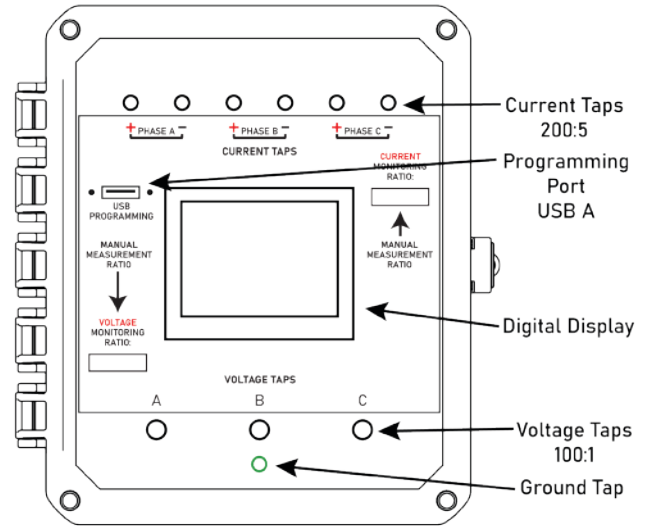 + PHASE A −
+ PHASE B −
+ PHASE C −
CURRENT TAPS
Current Taps
200:5
CURRENT
MONITORING
RATIO:
Programming
Port
USB A
USB
PROGRAMMING
MANUAL
MEASUREMENT
RATIO
MANUAL
MEASUREMENT
RATIO
VOLTAGE
MONITORING
RATIO:
Digital Display
VOLTAGE TAPS
A B C
Voltage Taps
100:1
Ground Tap